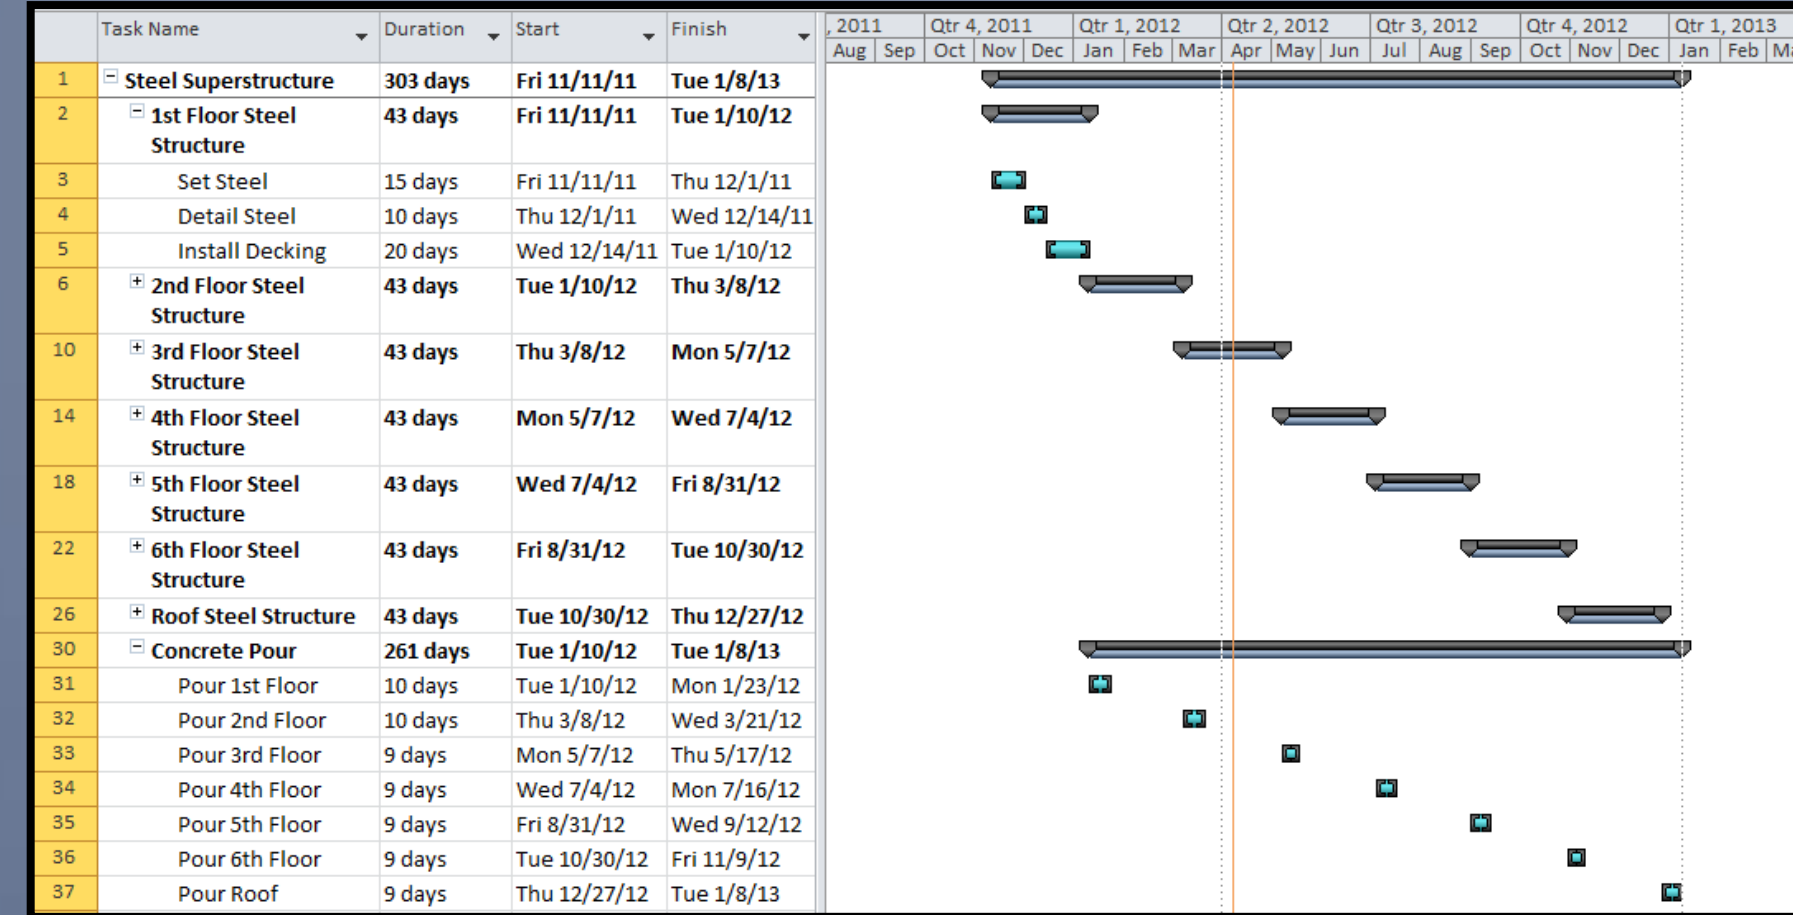 Task Name Duration Start Finish , 2011 Qtr 4, 2011 Qtr 1, 2012 Qtr 2, 2012 Qtr 3, 2012 Qtr 4, 2012 Qtr 1, 2013
Aug Sep Oct Nov Dec Jan Feb Mar Apr May Jun Jul Aug Sep Oct Nov Dec Jan Feb Ma
1 Steel Superstructure 303 days Fri 11/11/11 Tue 1/8/13
2 1st Floor Steel 43 days Fri 11/11/11 Tue 1/10/12
Structure
3 Set Steel 15 days Fri 11/11/11 Thu 12/1/11
4 Detail Steel 10 days Thu 12/1/11 Wed 12/14/11
5 Install Decking 20 days Wed 12/14/11 Tue 1/10/12
6 2nd Floor Steel 43 days Tue 1/10/12 Thu 3/8/12
Structure
10 3rd Floor Steel 43 days Thu 3/8/12 Mon 5/7/12
Structure
14 4th Floor Steel 43 days Mon 5/7/12 Wed 7/4/12
Structure
18 5th Floor Steel 43 days Wed 7/4/12 Fri 8/31/12
Structure
22 6th Floor Steel 43 days Fri 8/31/12 Tue 10/30/12
Structure
26 Roof Steel Structure 43 days Tue 10/30/12 Thu 12/27/12
30 Concrete Pour 261 days Tue 1/10/12 Tue 1/8/13
31 Pour 1st Floor 10 days Tue 1/10/12 Mon 1/23/12
32 Pour 2nd Floor 10 days Thu 3/8/12 Wed 3/21/12
33 Pour 3rd Floor 9 days Mon 5/7/12 Thu 5/17/12
34 Pour 4th Floor 9 days Wed 7/4/12 Mon 7/16/12
35 Pour 5th Floor 9 days Fri 8/31/12 Wed 9/12/12
36 Pour 6th Floor 9 days Tue 10/30/12 Fri 11/9/12
37 Pour Roof 9 days Thu 12/27/12 Tue 1/8/13